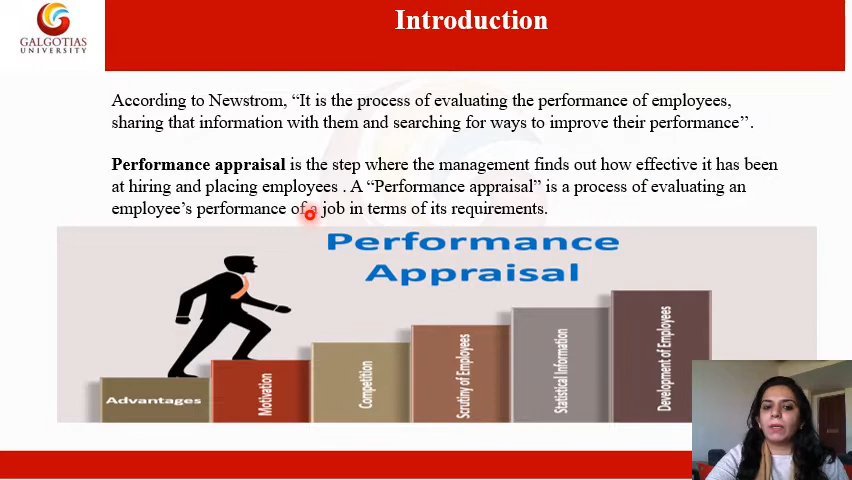 GALGOTIAS
UNIVERSITY
Introduction
According to Newstrom, “It is the process of evaluating the performance of employees,
sharing that information with them and searching for ways to improve their performance”.
Performance appraisal is the step where the management finds out how effective it has been
at hiring and placing employees . A “Performance appraisal” is a process of evaluating an
employee’s performance of a job in terms of its requirements.
Performance
Appraisal
Advantages
Motivation
Competition
Scrutiny of Employees
Statistical Information
Development of Employees